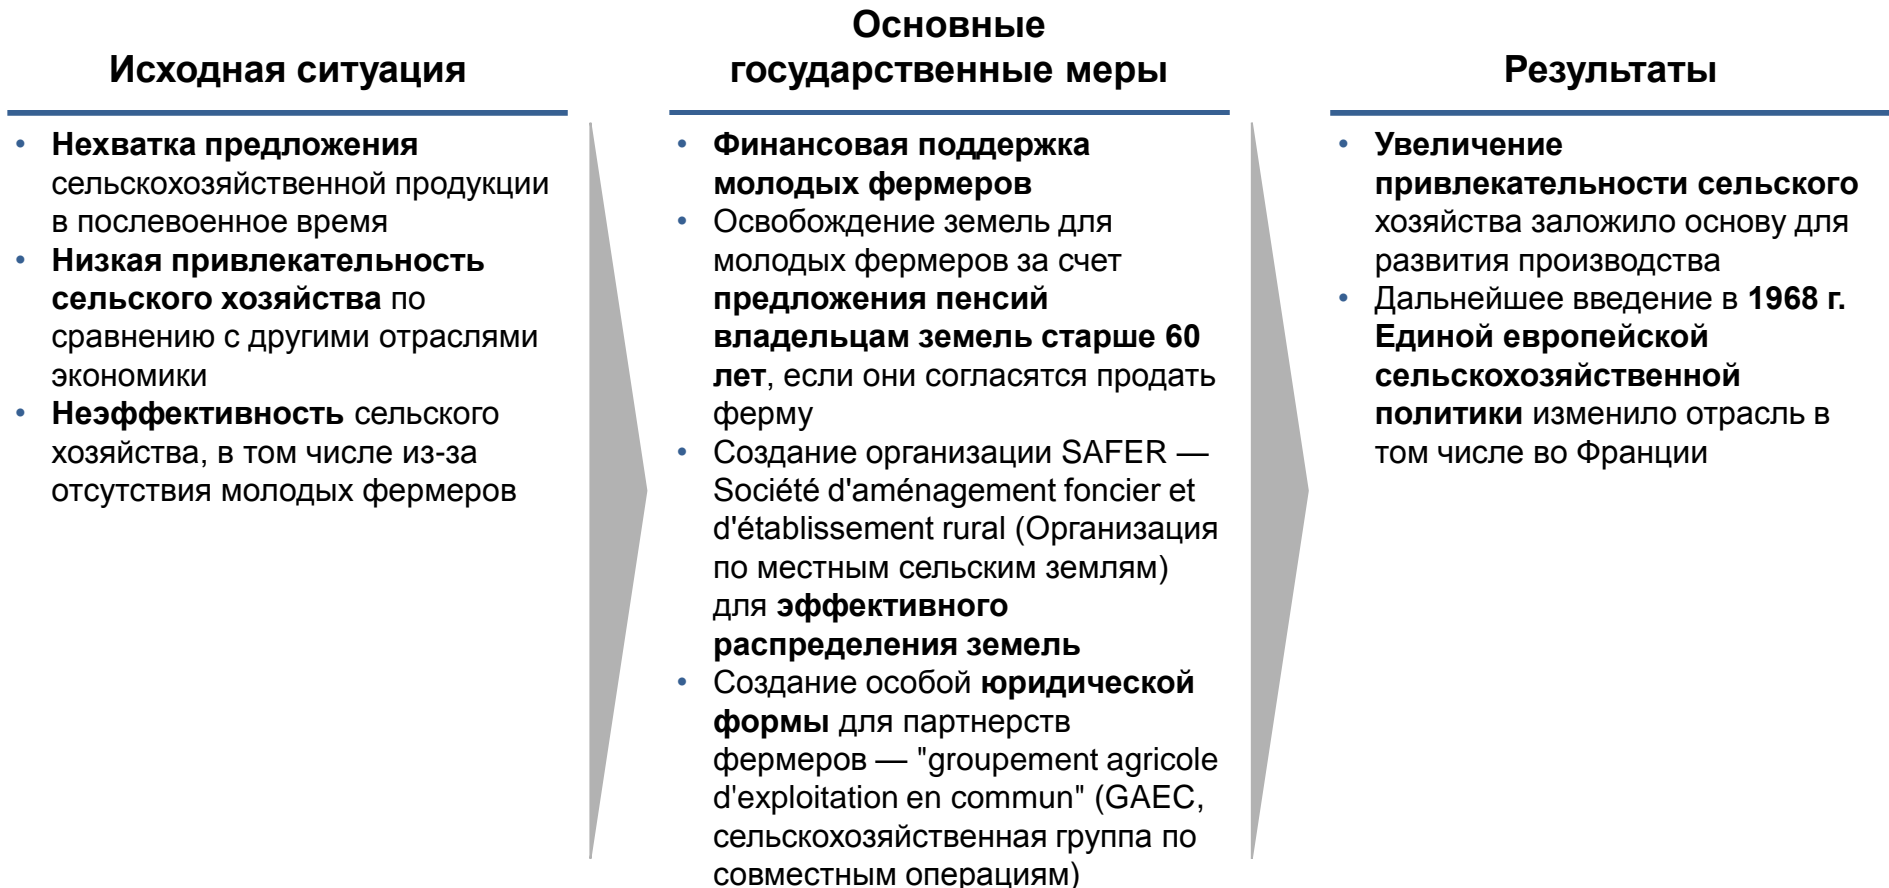 Исходная ситуация
• Нехватка предложения
сельскохозяйственной продукции
в послевоенное время
• Низкая привлекательность
сельского хозяйства по
сравнению с другими отраслями
экономики
• Неэффективность сельского
хозяйства, в том числе из-за
отсутствия молодых фермеров
Основные
государственные меры
• Финансовая поддержка
молодых фермеров
• Освобождение земель для
молодых фермеров за счет
предложения пенсий
владельцам земель старше 60
лет, если они согласятся продать
ферму
• Создание организации SAFER —
Société d'aménagement foncier et
d'établissement rural (Организация
по местным сельским землям)
для эффективного
распределения земель
• Создание особой юридической
формы для партнерств
фермеров — "groupement agricole
d'exploitation en commun" (GAEC,
сельскохозяйственная группа по
совместным операциям)
Результаты
• Увеличение
привлекательности сельского
хозяйства заложило основу для
развития производства
• Дальнейшее введение в 1968 г.
Единой европейской
сельскохозяйственной
политики изменило отрасль в
том числе во Франции